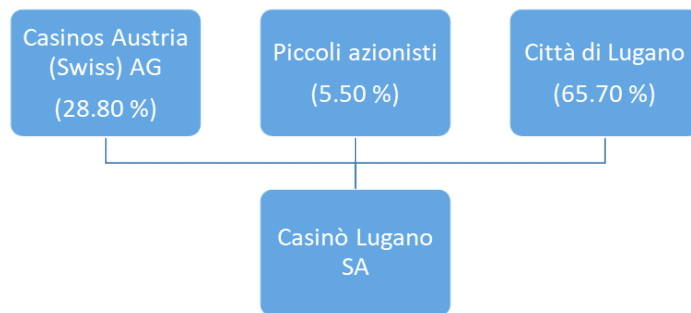 Casinos Austria
(Swiss) AG
(28.80 %)
Piccoli azionisti
(5.50 %)
Città di Lugano
(65.70 %)
Casinò Lugano
SA